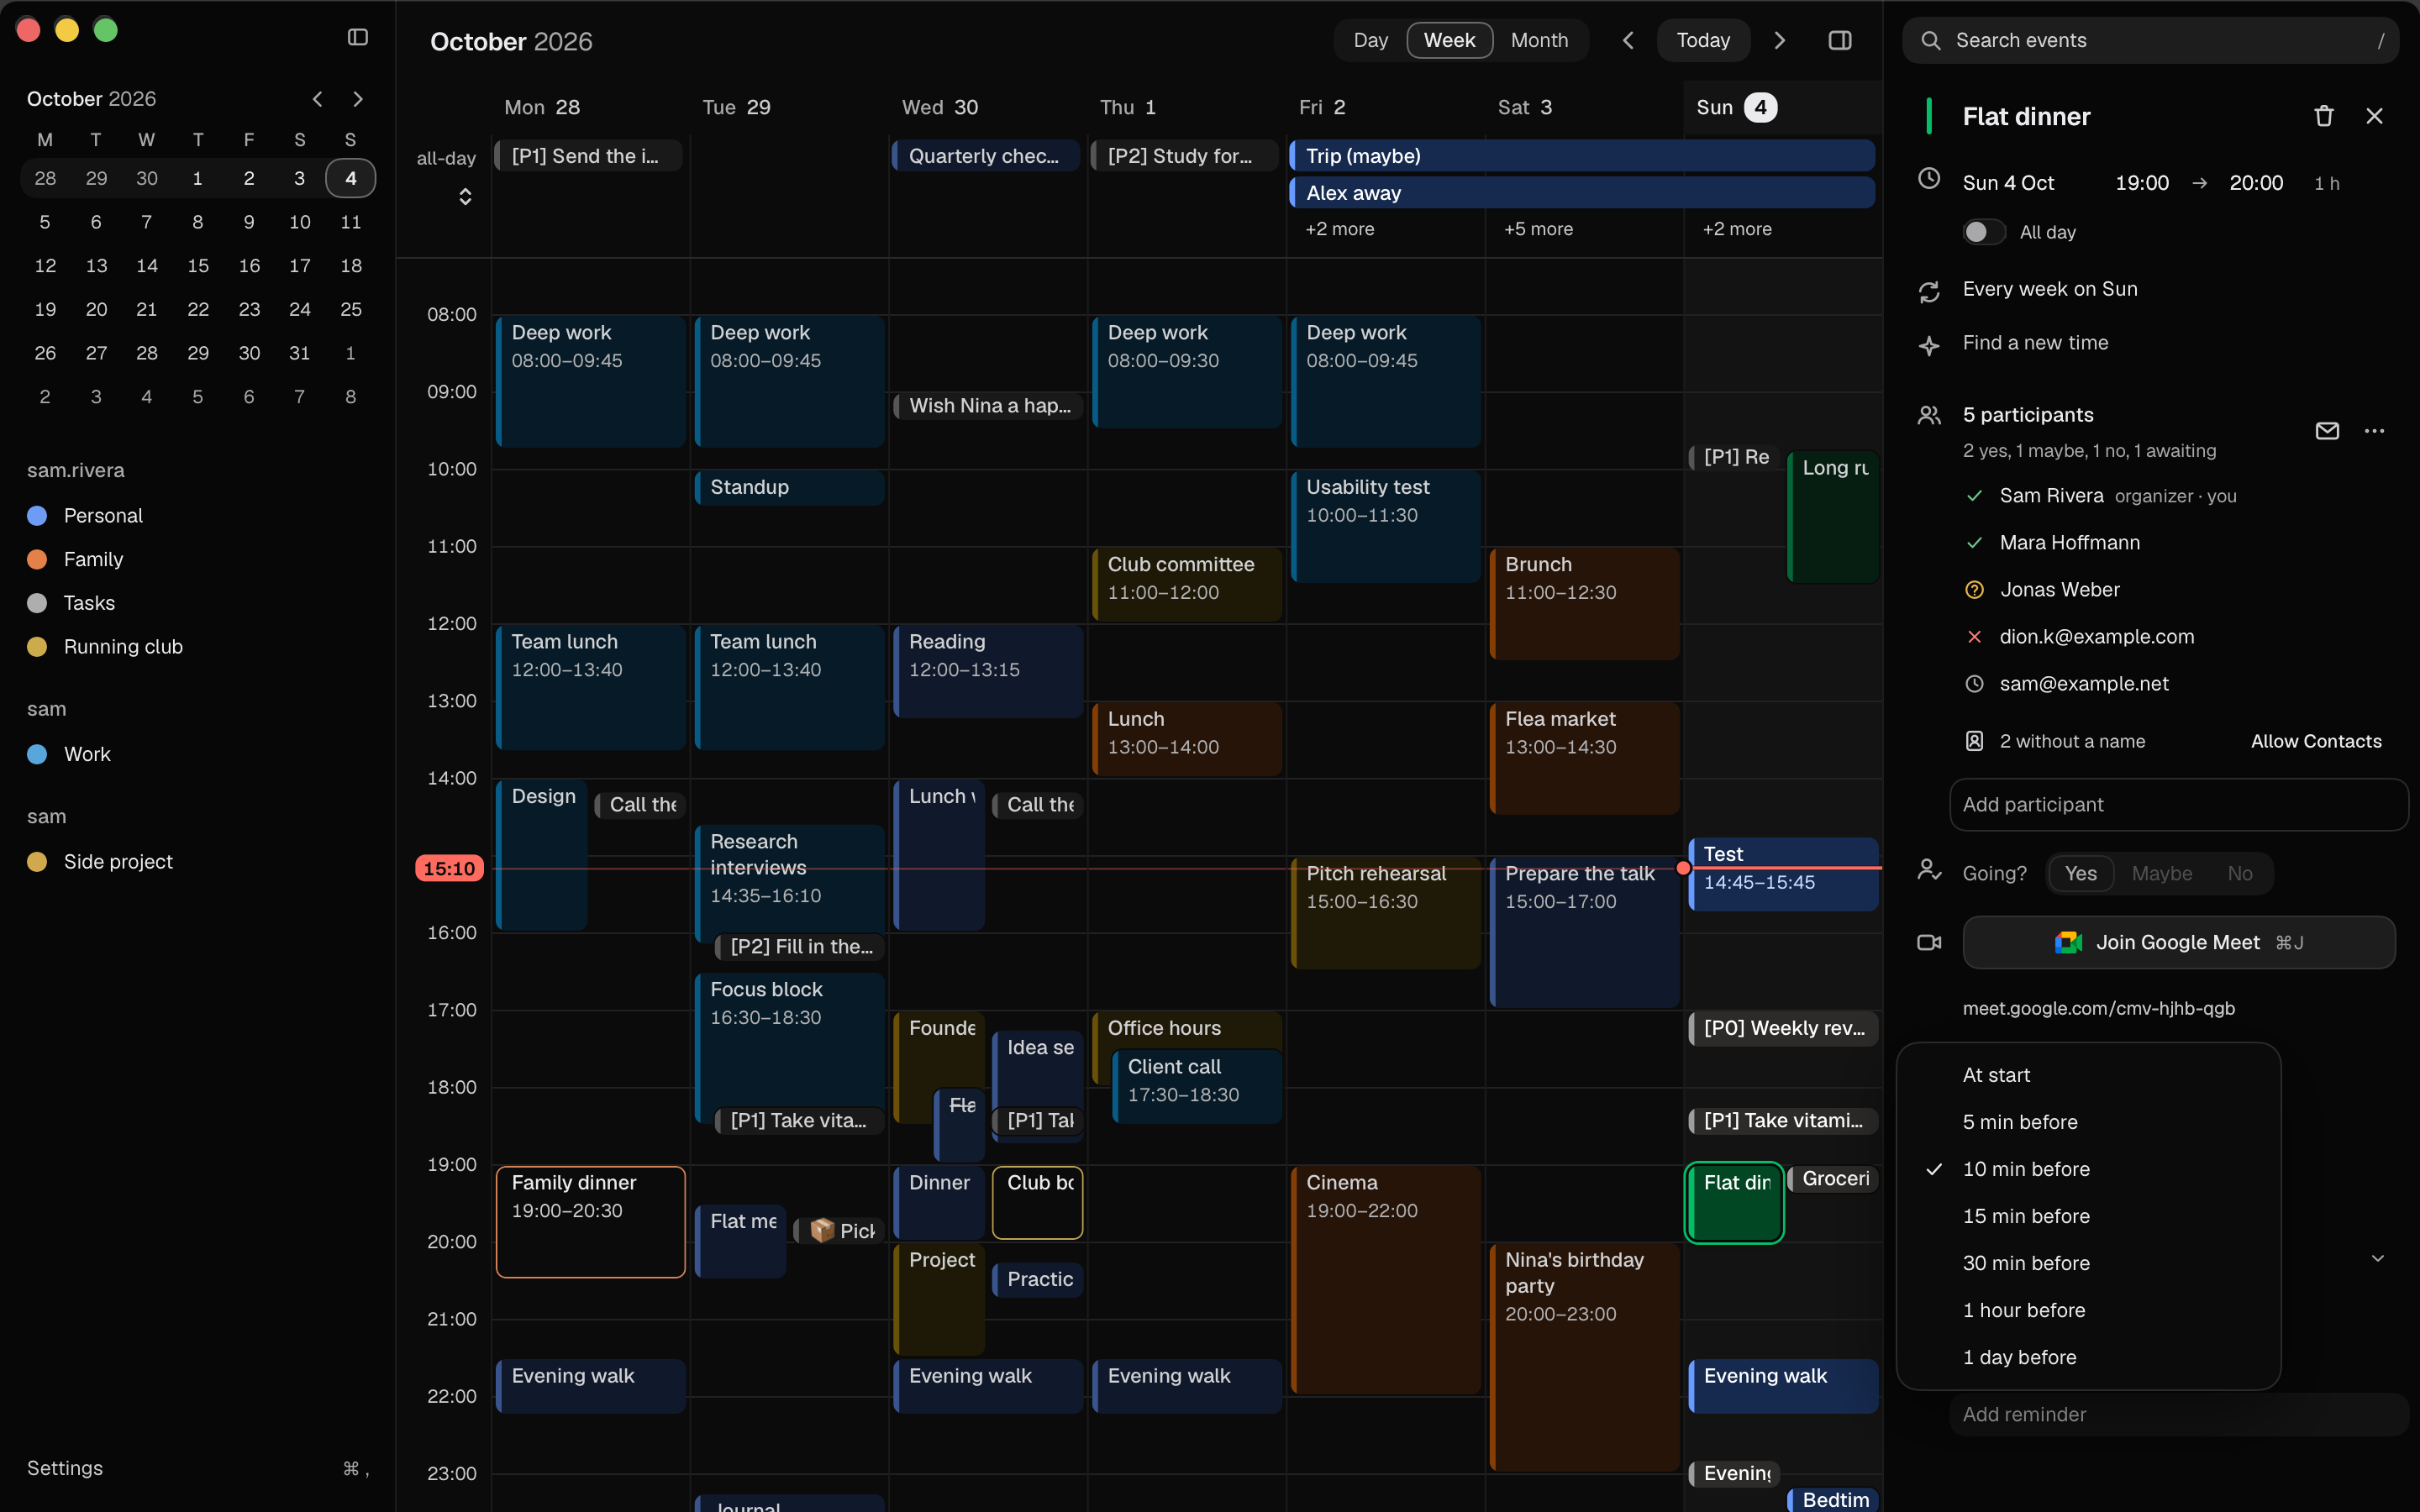 October 2026
M T W T F S S
28 29 30 1 2 3 4
5 6 7 8 9 10 11
12 13 14 15 16 17 18
19 20 21 22 23 24 25
26 27 28 29 30 31 1
2 3 4 5 6 7 8
sam.rivera
Personal
Family
Tasks
Running club
sam
Work
sam
Side project
Settings ⌘ ,
October 2026
Day Week Month
Today
Mon 28 Tue 29 Wed 30 Thu 1 Fri 2 Sat 3 Sun 4
all-day
[P1] Send the i...
Quarterly chec...
[P2] Study for...
Trip (maybe)
Alex away
+2 more +5 more +2 more
08:00
09:00
10:00
11:00
12:00
13:00
14:00
15:10
16:00
17:00
18:00
19:00
20:00
21:00
22:00
23:00
Deep work
08:00–09:45
Team lunch
12:00–13:40
Design
Call the
Family dinner
19:00–20:30
Evening walk
Deep work
08:00–09:45
Standup
Team lunch
12:00–13:40
Research
interviews
14:35–16:10
[P2] Fill in the...
Focus block
16:30–18:30
[P1] Take vita...
Flat me
📦 Pick
Journal
Wish Nina a hap...
Reading
12:00–13:15
Lunch
Call the
Founde
Idea se
Fla
[P1] Tak
Dinner
Club bo
Project
Practic
Evening walk
Deep work
08:00–09:30
Club committee
11:00–12:00
Lunch
13:00–14:00
Office hours
Client call
17:30–18:30
Evening walk
Deep work
08:00–09:45
Usability test
10:00–11:30
Pitch rehearsal
15:00–16:30
Cinema
19:00–22:00
Brunch
11:00–12:30
Flea market
13:00–14:30
Prepare the talk
15:00–17:00
Nina's birthday
party
20:00–23:00
[P1] Re
Long ru
Test
14:45–15:45
[P0] Weekly rev...
[P1] Take vitami...
Flat din
Groceri
Evening walk
Evening
Bedtim
Search events /
Flat dinner
Sun 4 Oct 19:00 → 20:00 1 h
All day
Every week on Sun
Find a new time
5 participants
2 yes, 1 maybe, 1 no, 1 awaiting
Sam Rivera organizer · you
Mara Hoffmann
Jonas Weber
dion.k@example.com
sam@example.net
2 without a name Allow Contacts
Add participant
Going? Yes Maybe No
Join Google Meet ⌘J
meet.google.com/cmv-hjhb-qgb
At start
5 min before
10 min before
15 min before
30 min before
1 hour before
1 day before
Add reminder